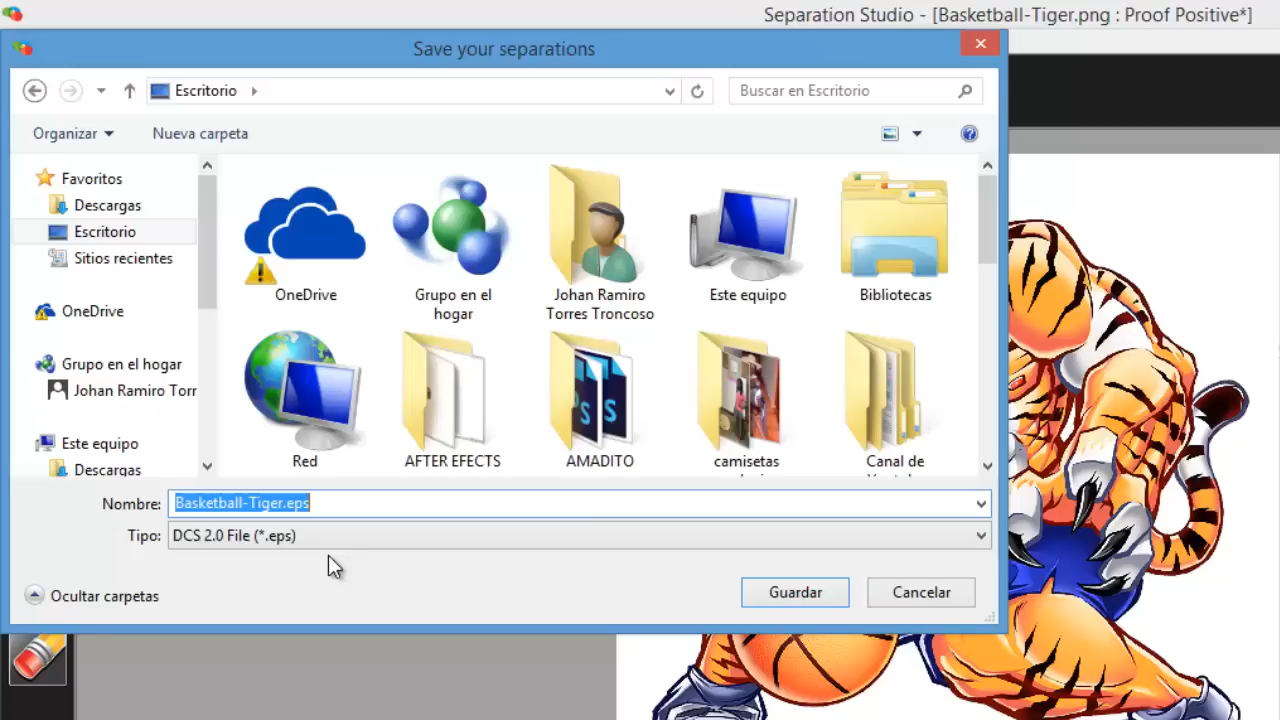 Separation Studio - [Basketball-Tiger.png : Proof Positive*]
Save your separations
Escritorio
Buscar en Escritorio
Organizar
Nueva carpeta
Favoritos
Descargas
Escritorio
Sitios recientes
OneDrive
Grupo en el hogar
Johan Ramiro Torr
Este equipo
Descargas
OneDrive
Grupo en el
hogar
Johan Ramiro
Torres Troncoso
Este equipo
Bibliotecas
Red
AFTER EFECTS
AMADITO
camisetas
Canal de
Nombre: Basketball-Tiger.eps
Tipo: DCS 2.0 File (*.eps)
Ocultar carpetas
Guardar
Cancelar